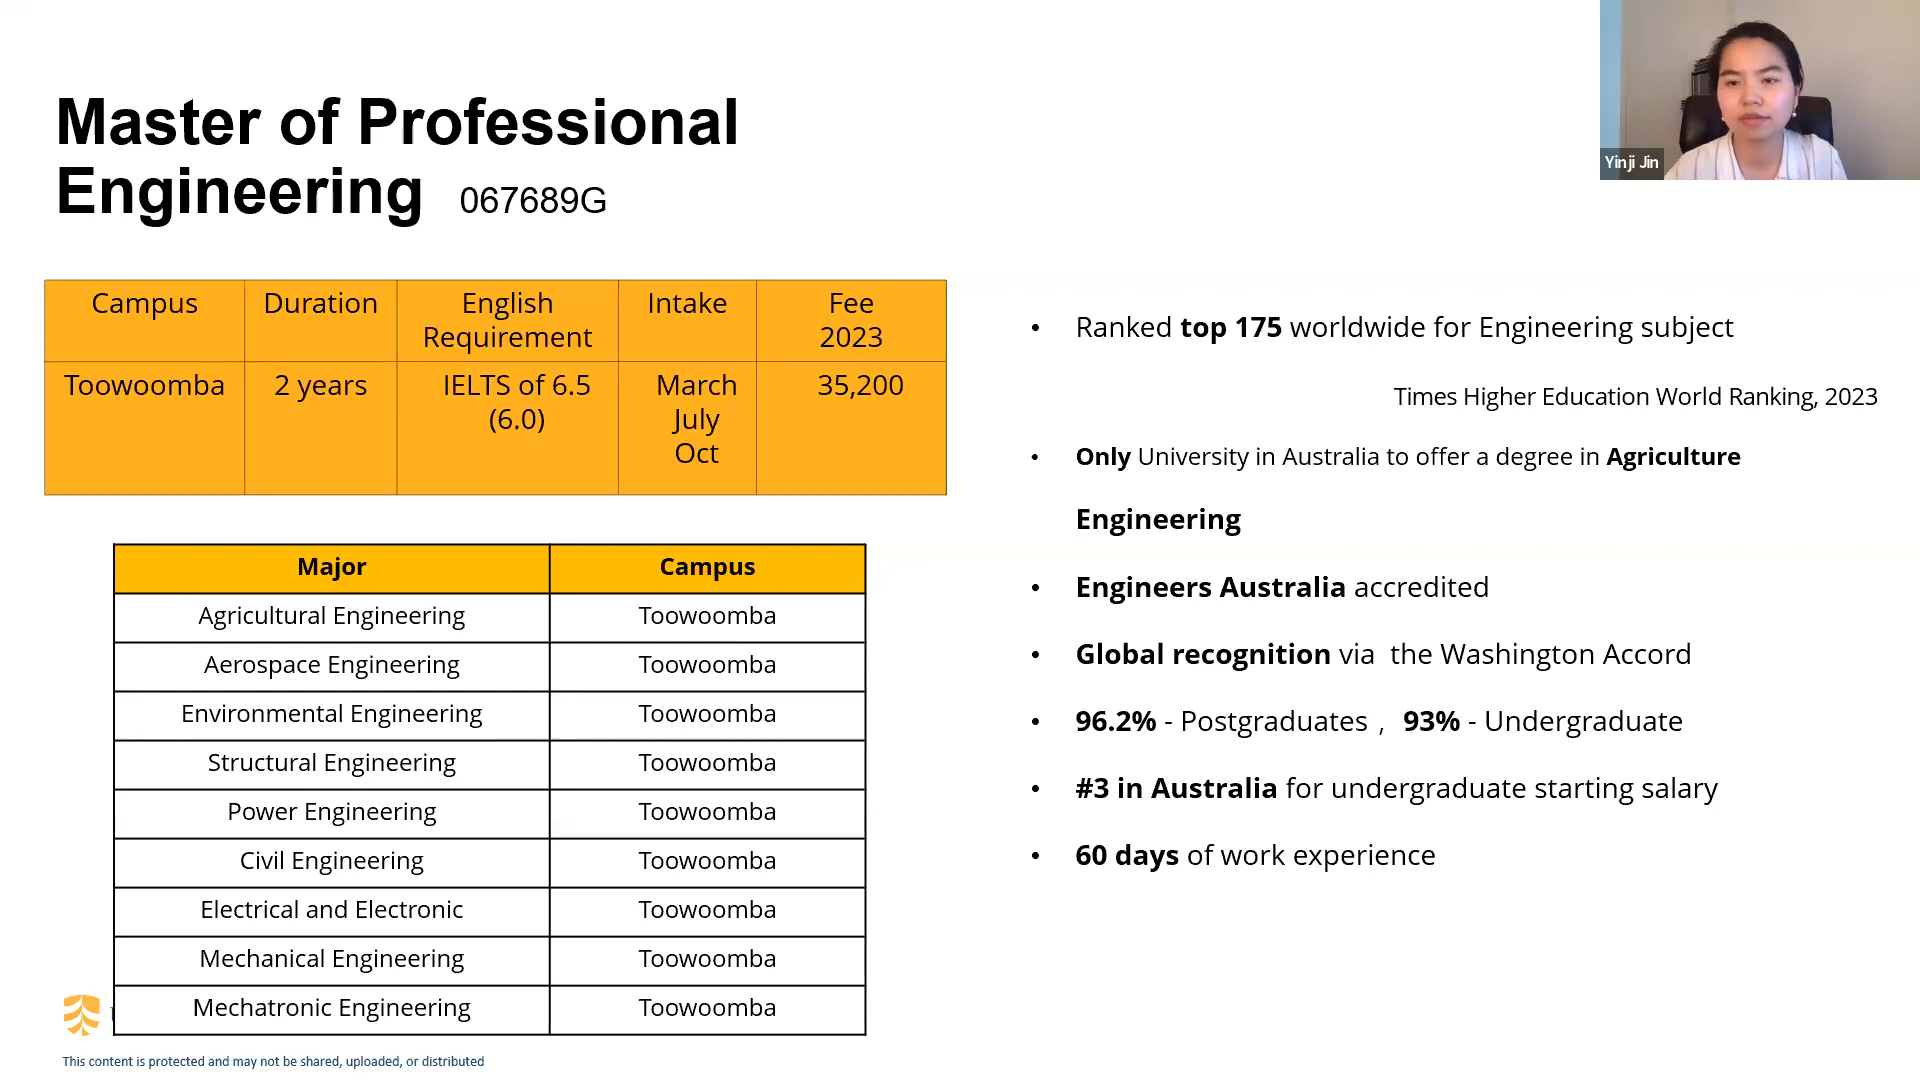 Master of Professional
Engineering 067689G
Yinji Jin
Campus Duration English Requirement Intake Fee 2023
Toowoomba 2 years IELTS of 6.5 (6.0) March July Oct 35,200
Major Campus
Agricultural Engineering Toowoomba
Aerospace Engineering Toowoomba
Environmental Engineering Toowoomba
Structural Engineering Toowoomba
Power Engineering Toowoomba
Civil Engineering Toowoomba
Electrical and Electronic Toowoomba
Mechanical Engineering Toowoomba
Mechatronic Engineering Toowoomba
• Ranked top 175 worldwide for Engineering subject
Times Higher Education World Ranking, 2023
• Only University in Australia to offer a degree in Agriculture
Engineering
• Engineers Australia accredited
• Global recognition via the Washington Accord
• 96.2% - Postgraduates , 93% - Undergraduate
• #3 in Australia for undergraduate starting salary
• 60 days of work experience
This content is protected and may not be shared, uploaded, or distributed